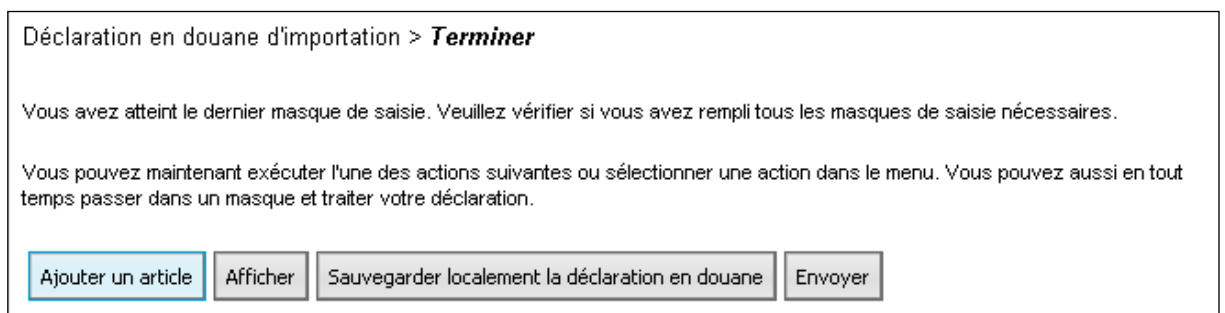 Déclaration en douane d'importation > Terminer
Vous avez atteint le dernier masque de saisie. Veuillez vérifier si vous avez rempli tous les masques de saisie nécessaires.
Vous pouvez maintenant exécuter l'une des actions suivantes ou sélectionner une action dans le menu. Vous pouvez aussi en tout
temps passer dans un masque et traiter votre déclaration.
Ajouter un article Afficher Sauvegarder localement la déclaration en douane Envoyer